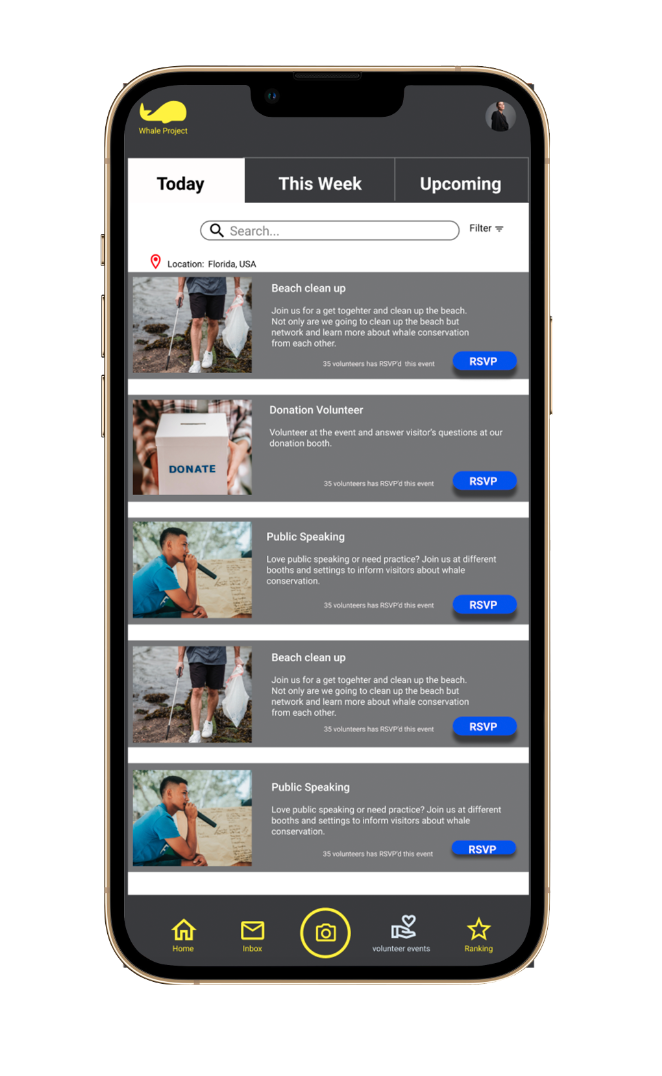 Whale Project
Today
This Week
Upcoming
Search...
Filter
Location: Florida, USA
Beach clean up
Join us for a get togehter and clean up the beach.
Not only are we going to clean up the beach but
network and learn more about whale conservation
from each other.
35 volunteers has RSVP'd this event
RSVP
DONATE
Donation Volunteer
Volunteer at the event and answer visitor's questions at our
donation booth.
35 volunteers has RSVP'd this event
RSVP
Public Speaking
Love public speaking or need practice? Join us at different
booths and settings to inform visitors about whale
conservation.
35 volunteers has RSVP'd this event
RSVP
Beach clean up
Join us for a get togehter and clean up the beach.
Not only are we going to clean up the beach but
network and learn more about whale conservation
from each other.
35 volunteers has RSVP'd this event
RSVP
Public Speaking
Love public speaking or need practice? Join us at different
booths and settings to inform visitors about whale
conservation.
35 volunteers has RSVP'd this event
RSVP
Home
Inbox
volunteer events
Ranking